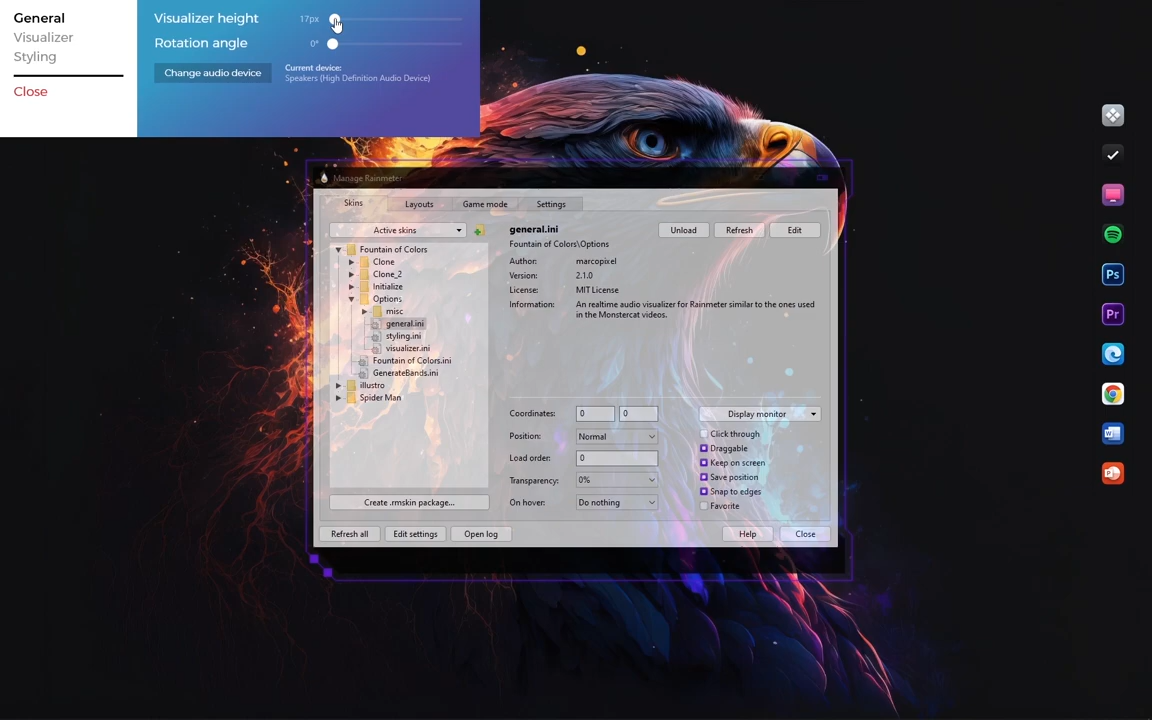 General
Visualizer
Styling
Close
Visualizer height
17px
Rotation angle
0°
Change audio device
Current device:
Speakers (High Definition Audio Device)
Manage Rainmeter
Skins
Layouts
Game mode
Settings
Active skins
Fountain of Colors
Clone
Clone_2
Initialize
Options
misc
general.ini
styling.ini
visualizer.ini
Fountain of Colors.ini
GenerateBands.ini
illustro
Spider Man
Create .rmskin package...
general.ini
Unload
Refresh
Edit
Fountain of Colors\Options
Author: marcopixel
Version: 2.1.0
License: MIT License
Information: An realtime audio visualizer for Rainmeter similar to the ones used
in the Monstercat videos.
Coordinates: 0 0
Display monitor
Position: Normal
Click through
Draggable
Load order: 0
Keep on screen
Transparency: 0%
Save position
Snap to edges
On hover: Do nothing
Favorite
Refresh all
Edit settings
Open log
Help
Close
Ps
Pr
W
P